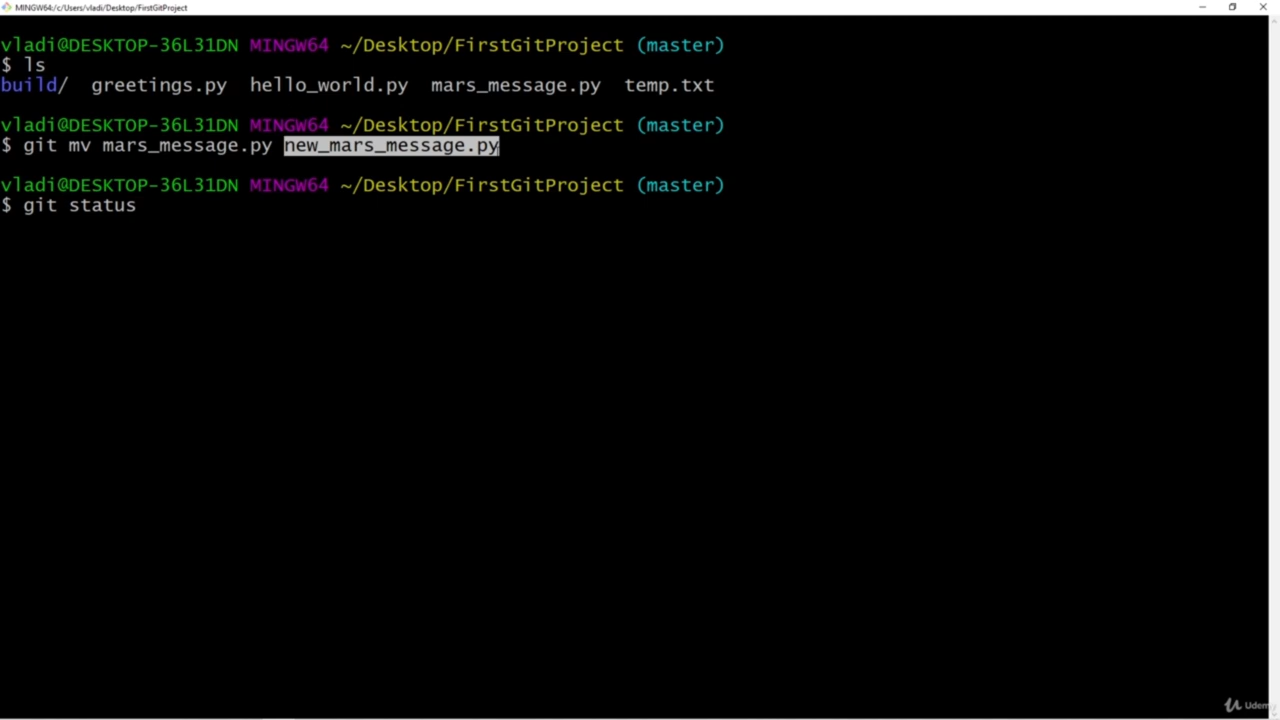 MINGW64:/c/Users/vladi/Desktop/FirstGitProject
vladi@DESKTOP-36L31DN MINGW64 ~/Desktop/FirstGitProject (master)
$ ls
build/ greetings.py hello_world.py mars_message.py temp.txt
vladi@DESKTOP-36L31DN MINGW64 ~/Desktop/FirstGitProject (master)
$ git mv mars_message.py new_mars_message.py
vladi@DESKTOP-36L31DN MINGW64 ~/Desktop/FirstGitProject (master)
$ git status
Udemy